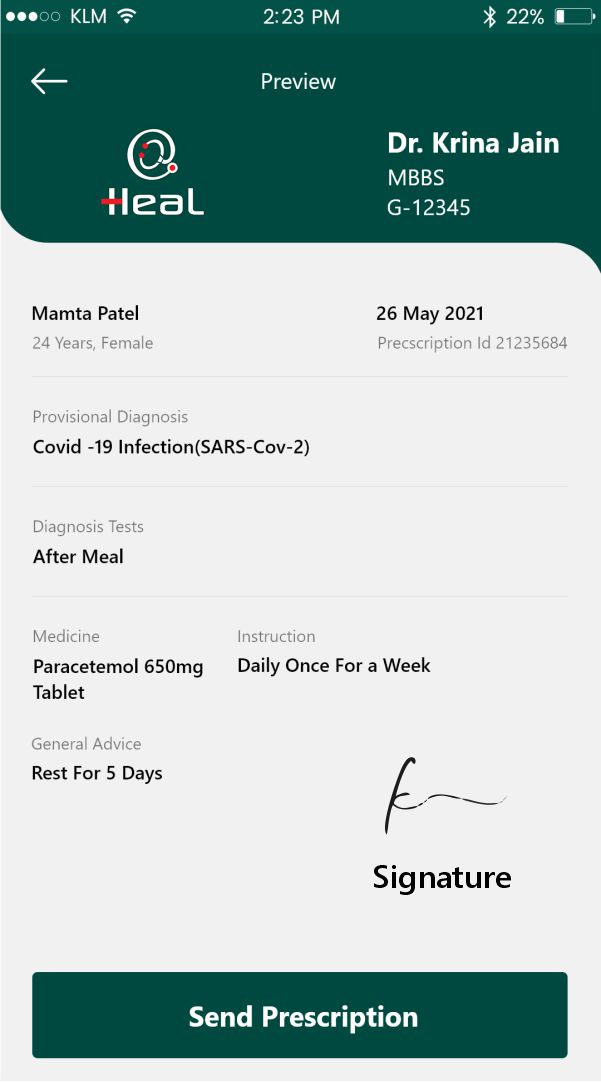 KLM 2:23 PM 22%
Preview
Heal
Dr. Krina Jain
MBBS
G-12345
Mamta Patel
24 Years, Female
26 May 2021
Precscription Id 21235684
Provisional Diagnosis
Covid -19 Infection(SARS-Cov-2)
Diagnosis Tests
After Meal
Medicine
Paracetemol 650mg
Tablet
Instruction
Daily Once For a Week
General Advice
Rest For 5 Days
Signature
Send Prescription